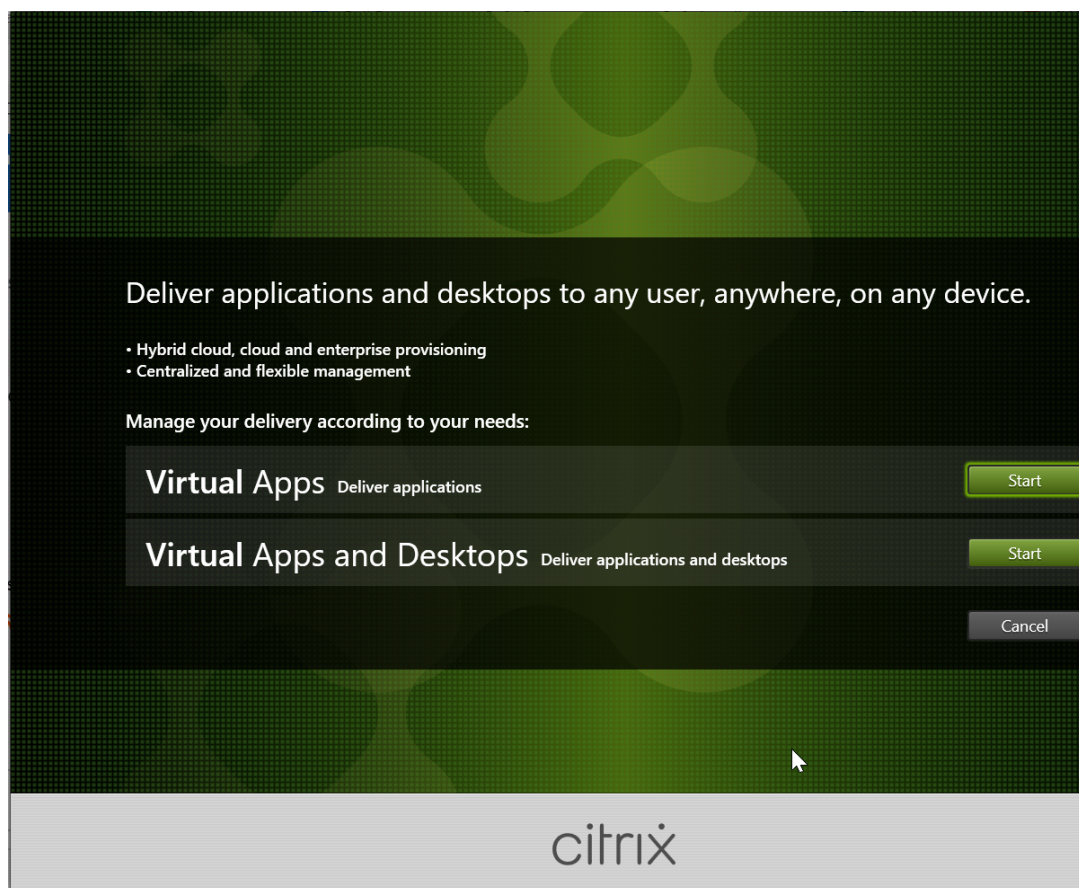 Deliver applications and desktops to any user, anywhere, on any device.
• Hybrid cloud, cloud and enterprise provisioning
• Centralized and flexible management
Manage your delivery according to your needs:
Virtual Apps Deliver applications Start
Virtual Apps and Desktops Deliver applications and desktops Start
Cancel
citrix